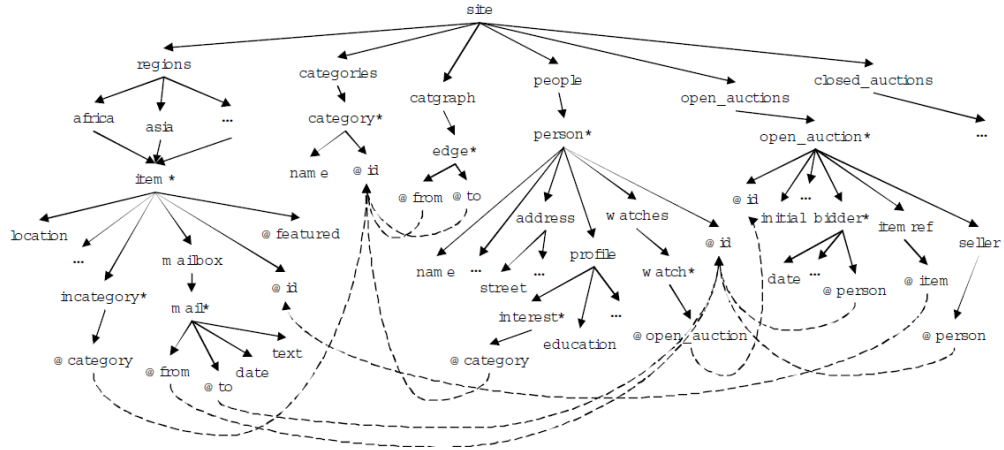 site
regions
categories
catgraph
people
open_auctions
closed_auctions
africa
asia
...
category*
edge*
person*
open_auction*
...
item*
name
@id
@from
@to
location
...
incategory*
mailbox
@id
@featured
@category
mail*
@from
@to
date
text
name
...
address
street
...
profile
interest*
@category
education
...
watches
watch*
@open_auction
@id
@id
initial
...
bidder*
date
...
@person
itemref
@item
seller
@person